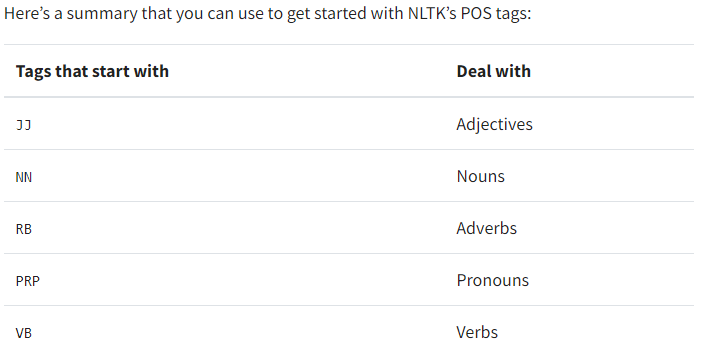 Here’s a summary that you can use to get started with NLTK’s POS tags:
Tags that start with Deal with
JJ Adjectives
NN Nouns
RB Adverbs
PRP Pronouns
VB Verbs